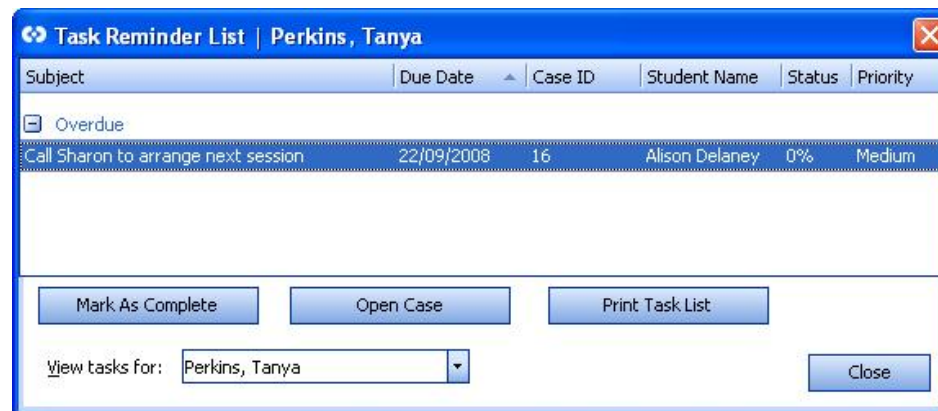 Task Reminder List | Perkins, Tanya
Subject Due Date Case ID Student Name Status Priority
Overdue
Call Sharon to arrange next session 22/09/2008 16 Alison Delaney 0% Medium
Mark As Complete Open Case Print Task List
View tasks for: Perkins, Tanya Close